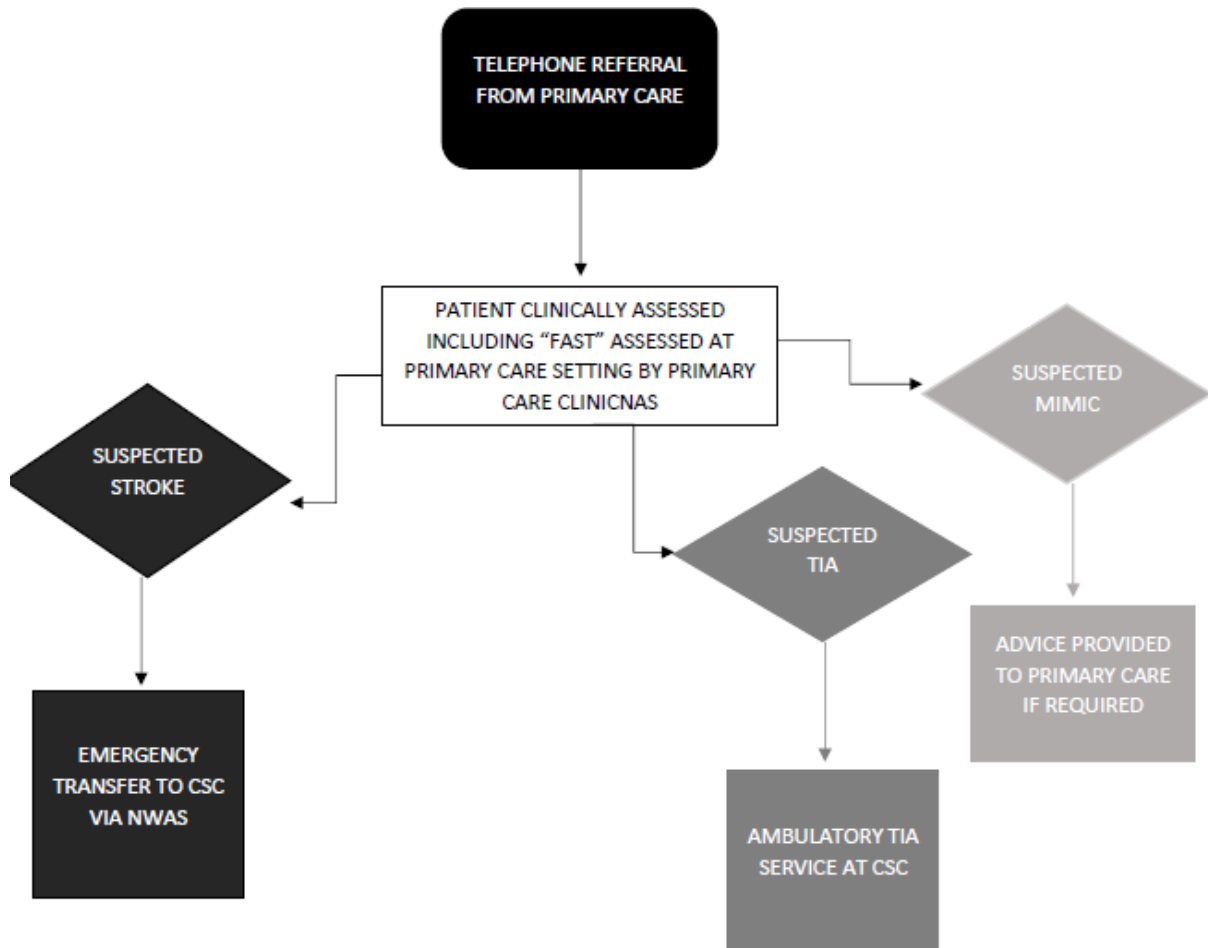 TELEPHONE REFERRAL
FROM PRIMARY CARE
PATIENT CLINICALLY ASSESSED
INCLUDING “FAST” ASSESSED AT
PRIMARY CARE SETTING BY PRIMARY
CARE CLINICNAS
SUSPECTED
MIMIC
SUSPECTED
STROKE
SUSPECTED
TIA
ADVICE PROVIDED
TO PRIMARY CARE
IF REQUIRED
EMERGENCY
TRANSFER TO CSC
VIA NWAS
AMBULATORY TIA
SERVICE AT CSC